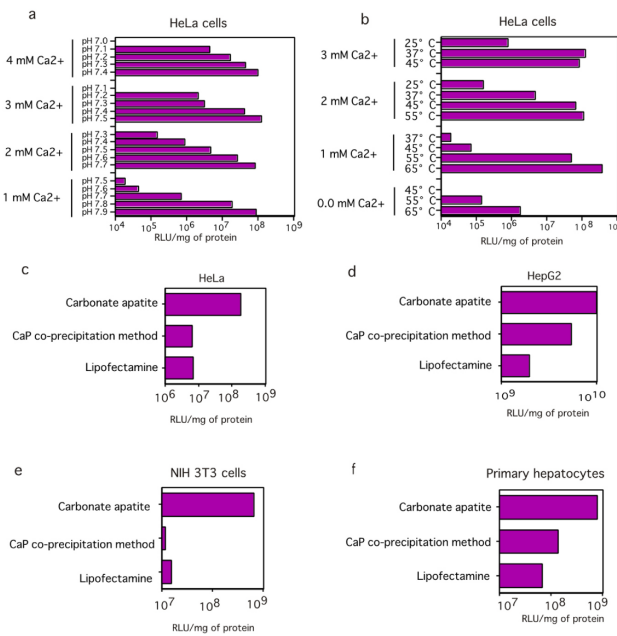 a
HeLa cells
4 mM Ca2+
pH 7.0
pH 7.1
pH 7.2
pH 7.3
pH 7.4
3 mM Ca2+
pH 7.1
pH 7.2
pH 7.3
pH 7.4
pH 7.5
2 mM Ca2+
pH 7.3
pH 7.4
pH 7.5
pH 7.6
pH 7.7
1 mM Ca2+
pH 7.5
pH 7.6
pH 7.7
pH 7.8
pH 7.9
10⁴ 10⁵ 10⁶ 10⁷ 10⁸ 10⁹
RLU/mg of protein
b
HeLa cells
3 mM Ca2+
25° C
37° C
45° C
2 mM Ca2+
25° C
37° C
45° C
55° C
1 mM Ca2+
37° C
45° C
55° C
65° C
0.0 mM Ca2+
45° C
55° C
65° C
10⁴ 10⁵ 10⁶ 10⁷ 10⁸
RLU/mg of protein
c
HeLa
Carbonate apatite
CaP co-precipitation method
Lipofectamine
10⁶ 10⁷ 10⁸ 10⁹
RLU/mg of protein
d
HepG2
Carbonate apatite
CaP co-precipitation method
Lipofectamine
10⁹ 10¹⁰
RLU/mg of protein
e
NIH 3T3 cells
Carbonate apatite
CaP co-precipitation method
Lipofectamine
10⁷ 10⁸ 10⁹
RLU/mg of protein
f
Primary hepatocytes
Carbonate apatite
CaP co-precipitation method
Lipofectamine
10⁷ 10⁸ 10⁹
RLU/mg of protein